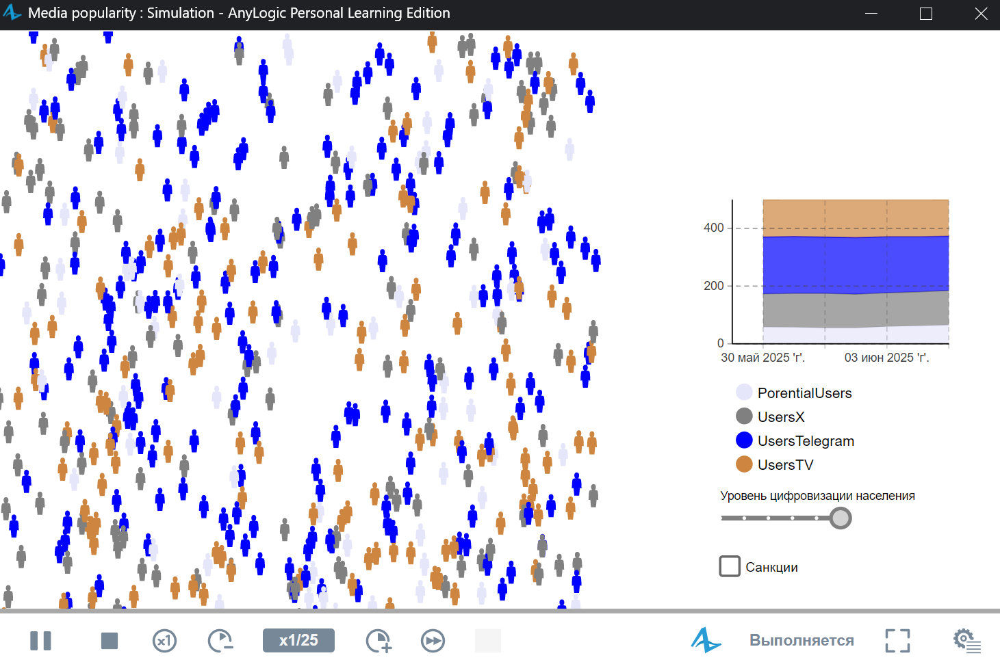 Media popularity : Simulation - AnyLogic Personal Learning Edition
400
200
0
30 май 2025 'г'.
03 июн 2025 'г'.
PorentialUsers
UsersX
UsersTelegram
UsersTV
Уровень цифровизации населения
Санкции
x1
x1/25
Выполняется